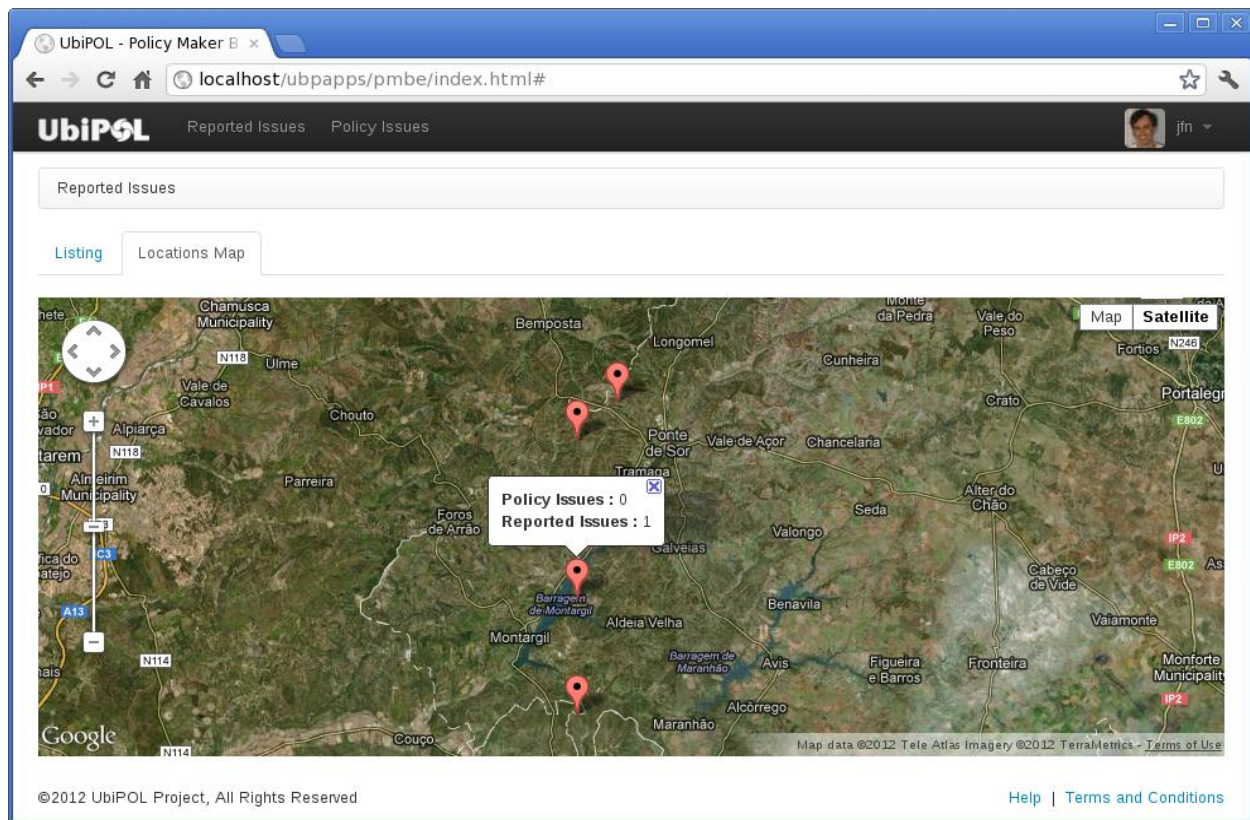 UbiPOL - Policy Maker B
localhost/ubpapps/pmbe/index.html#
UbiPOL Reported Issues Policy Issues jfn
Reported Issues
Listing Locations Map
Map Satellite
Chamusca
Municipality
Bemposta
Monte
da Pedra
Vale do
Peso
Longomel
Fortios
N246
N118
Ulme
Cunheira
IP1
Vale de
Cavalos
Crato
Portalegr
Chouto
E802
Alpiarça
Ponte
de Sor
Vale de Açor
Chancelaria
N118
Tramaga
Almeirim
Municipality
Parreira
Alter do
Chão
Policy Issues : 0
Reported Issues : 1
Foros
de Arrão
Seda
Valongo
Galveias
IP2
C3
E802
Cabeço
de Vide
Barragem
de Montargil
Benavila
A13
Aldeia Velha
Vaiamonte
Montargil
N114
Barragem de
Maranhão
Avis
Figueira
e Barros
Fronteira
Monforte
Municipalit
IP2
Alcôrrego
Maranhão
Couço
Google
N114
Map data ©2012 Tele Atlas Imagery ©2012 TerraMetrics - Terms of Use
©2012 UbiPOL Project, All Rights Reserved
Help | Terms and Conditions